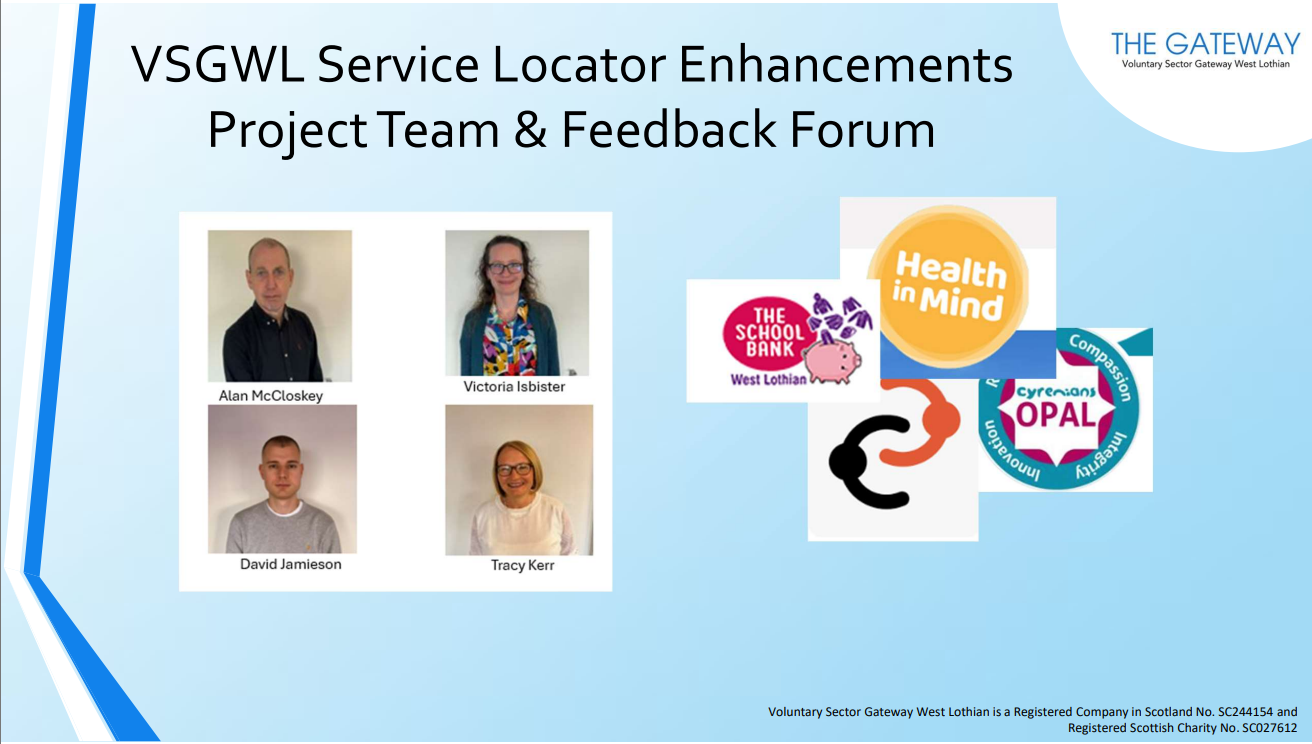 VSGWL Service Locator Enhancements
Project Team & Feedback Forum
THE GATEWAY
Voluntary Sector Gateway West Lothian
Alan McCloskey
Victoria Isbister
David Jamieson
Tracy Kerr
Health
in Mind
THE
SCHOOL
BANK
West Lothian
Compassion
cyrenians
OPAL
Integrity
Innovation
Voluntary Sector Gateway West Lothian is a Registered Company in Scotland No. SC244154 and
Registered Scottish Charity No. SC027612